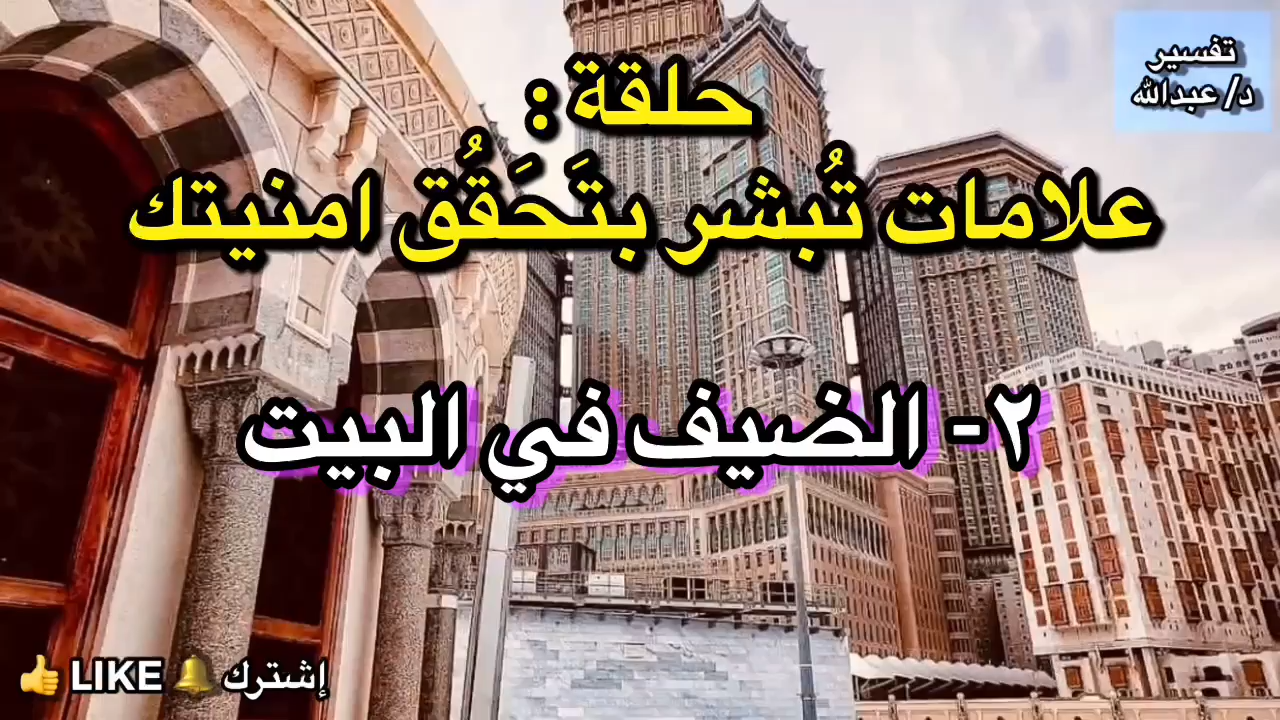 تفسير
د/ عبدالله
حلقة :
علامات تُبشر بتَحَقُق امنيتك
٢- الضيف في البيت
LIKE إشترك